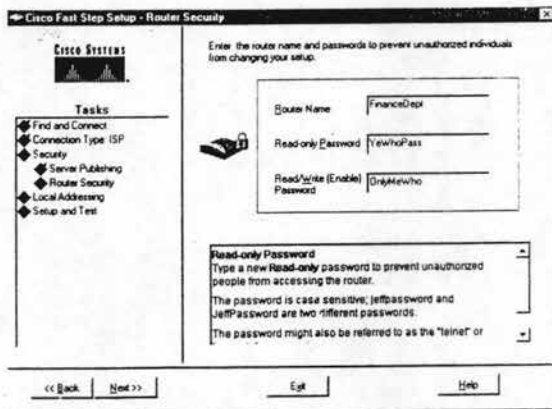 Cisco Fast Step Setup - Router Security
CISCO SYSTEMS
Tasks
Find and Connect
Connection Type: ISP
Security
Server Publishing
Router Security
Local Addressing
Setup and Test
Enter the router name and passwords to prevent unauthorized individuals
from changing your setup.
Router Name
FinanceDept
Read-only Password
YeWhoPass
Read/Write (Enable)
Password
OnlyMeWho
Read-only Password
Type a new Read-only password to prevent unauthorized
people from accessing the router.
The password is case sensitive; jeffpassword and
JeffPassword are two different passwords.
The password might also be referred to as the "telnet" or
<< Back
Next >>
Exit
Help